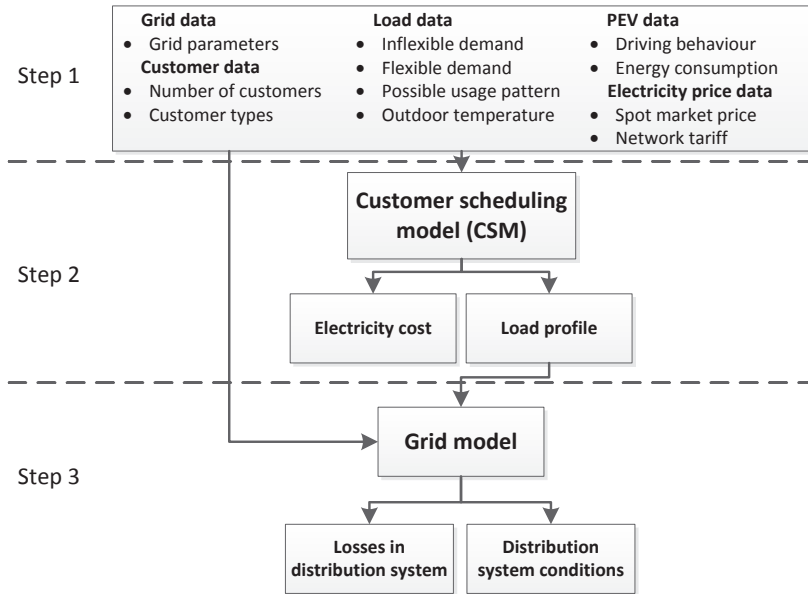 Step 1
Grid data
• Grid parameters
Customer data
• Number of customers
• Customer types
Load data
• Inflexible demand
• Flexible demand
• Possible usage pattern
• Outdoor temperature
PEV data
• Driving behaviour
• Energy consumption
Electricity price data
• Spot market price
• Network tariff
Step 2
Customer scheduling
model (CSM)
Electricity cost
Load profile
Step 3
Grid model
Losses in
distribution system
Distribution
system conditions